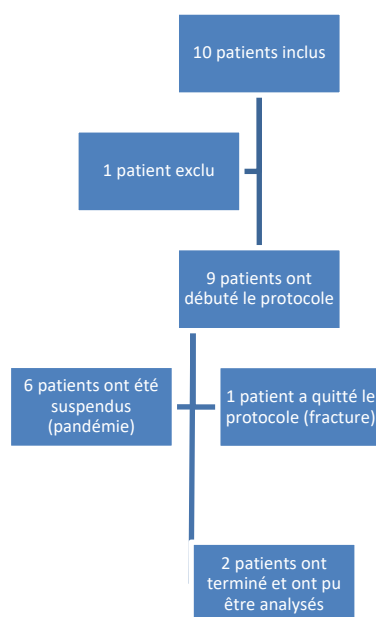 10 patients inclus
1 patient exclu
9 patients ont
débuté le protocole
6 patients ont été
suspendus
(pandémie)
1 patient a quitté le
protocole (fracture)
2 patients ont
terminé et ont pu
être analysés